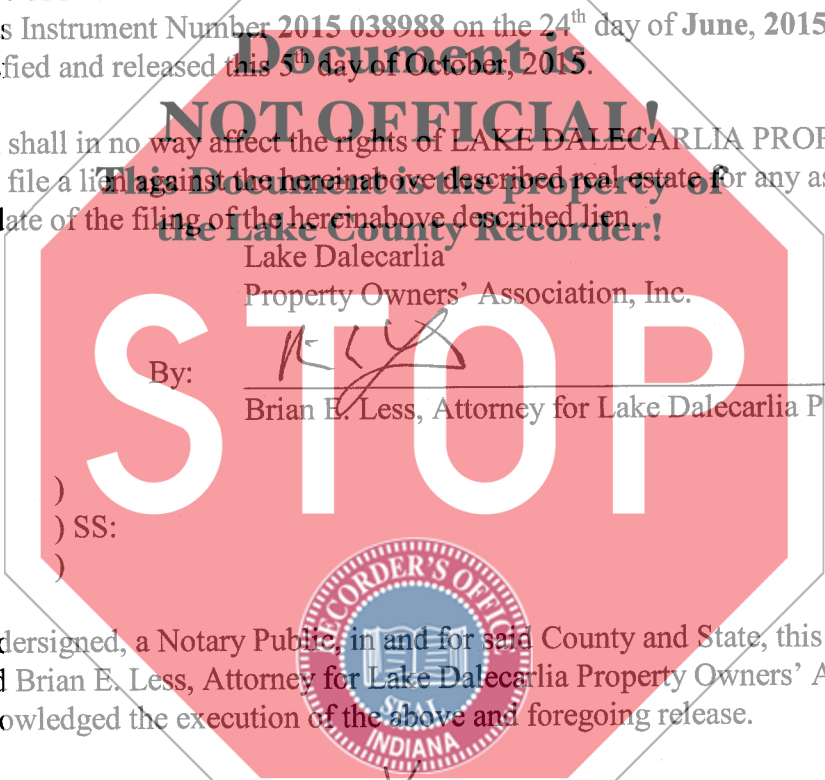 s Instrument Number 2015 038988 on the 24th day of June, 2015
Document is
fied and released this 5th day of October, 2015.
NOT OFFICIAL!
shall in no way affect the rights of LAKE DALECARLIA PROP
This Document is the property of
file a lien against the hereinabove described real estate for any as
the Lake County Recorder!
late of the filing of the hereinabove described lien.
Lake Dalecarlia
Property Owners' Association, Inc.
STOP
By:
Brian E. Less, Attorney for Lake Dalecarlia P
)
) SS:
)
RECORDER'S OFFICE
dersigned, a Notary Public, in and for said County and State, this
d Brian E. Less, Attorney for Lake Dalecarlia Property Owners' A
SEAL
owledged the execution of the above and foregoing release.
INDIANA